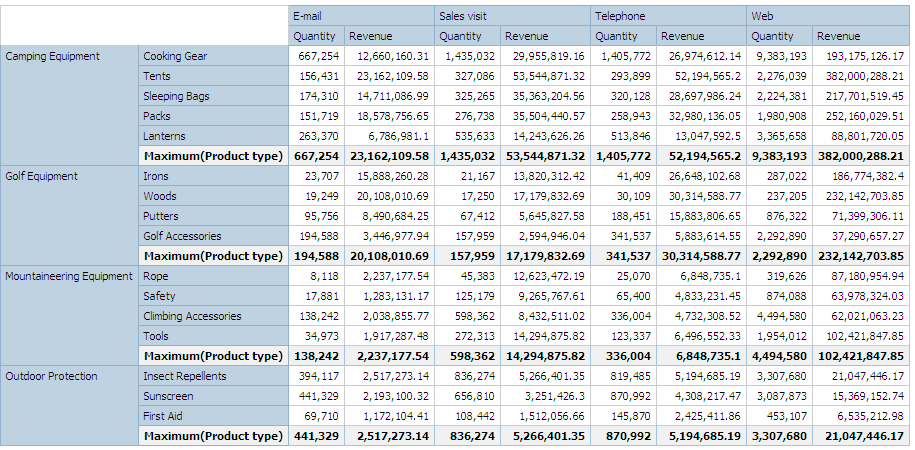 E-mail Sales visit Telephone Web
Quantity Revenue Quantity Revenue Quantity Revenue Quantity Revenue
Camping Equipment Cooking Gear 667,254 12,660,160.31 1,435,032 29,955,819.16 1,405,772 26,974,612.14 9,383,193 193,175,126.17
Tents 156,431 23,162,109.58 327,086 53,544,871.32 293,899 52,194,565.2 2,276,039 382,000,288.21
Sleeping Bags 174,310 14,711,086.99 325,265 35,363,204.56 320,128 28,697,986.24 2,224,381 217,701,519.45
Packs 151,719 18,578,756.65 276,738 35,504,440.57 258,943 32,980,136.05 1,980,908 252,160,029.51
Lanterns 263,370 6,786,981.1 535,633 14,243,626.26 513,846 13,047,592.5 3,365,658 88,801,720.05
Maximum(Product type) 667,254 23,162,109.58 1,435,032 53,544,871.32 1,405,772 52,194,565.2 9,383,193 382,000,288.21
Golf Equipment Irons 23,707 15,888,260.28 21,167 13,820,312.42 41,409 26,648,102.68 287,022 186,774,382.4
Woods 19,249 20,108,010.69 17,250 17,179,832.69 30,109 30,314,588.77 237,205 232,142,703.85
Putters 95,756 8,490,684.25 67,412 5,645,827.58 188,451 15,883,806.65 876,322 71,399,306.11
Golf Accessories 194,588 3,446,977.94 157,959 2,594,946.04 341,537 5,883,614.55 2,292,890 37,290,657.27
Maximum(Product type) 194,588 20,108,010.69 157,959 17,179,832.69 341,537 30,314,588.77 2,292,890 232,142,703.85
Mountaineering Equipment Rope 8,118 2,237,177.54 45,383 12,623,472.19 25,070 6,848,735.1 319,626 87,180,954.94
Safety 17,881 1,283,131.17 125,179 9,265,767.61 65,400 4,833,231.45 874,088 63,978,324.03
Climbing Accessories 138,242 2,038,855.77 598,362 8,432,511.02 336,004 4,732,308.52 4,494,580 62,021,063.23
Tools 34,973 1,917,287.48 272,313 14,294,875.82 123,337 6,496,552.33 1,954,012 102,421,847.85
Maximum(Product type) 138,242 2,237,177.54 598,362 14,294,875.82 336,004 6,848,735.1 4,494,580 102,421,847.85
Outdoor Protection Insect Repellents 394,117 2,517,273.14 836,274 5,266,401.35 819,485 5,194,685.19 3,307,680 21,047,446.17
Sunscreen 441,329 2,193,100.32 656,810 3,251,426.3 870,992 4,308,217.47 3,087,873 15,369,152.74
First Aid 69,710 1,172,104.41 108,442 1,512,056.66 145,870 2,425,411.86 453,107 6,535,212.98
Maximum(Product type) 441,329 2,517,273.14 836,274 5,266,401.35 870,992 5,194,685.19 3,307,680 21,047,446.17